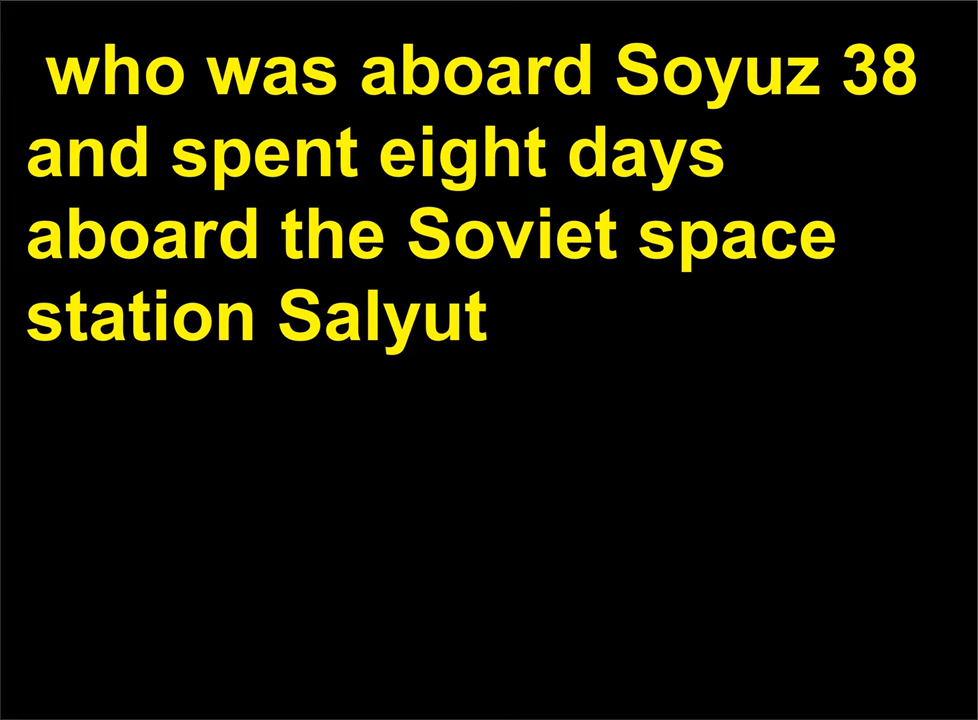 who was aboard Soyuz 38
and spent eight days
aboard the Soviet space
station Salyut